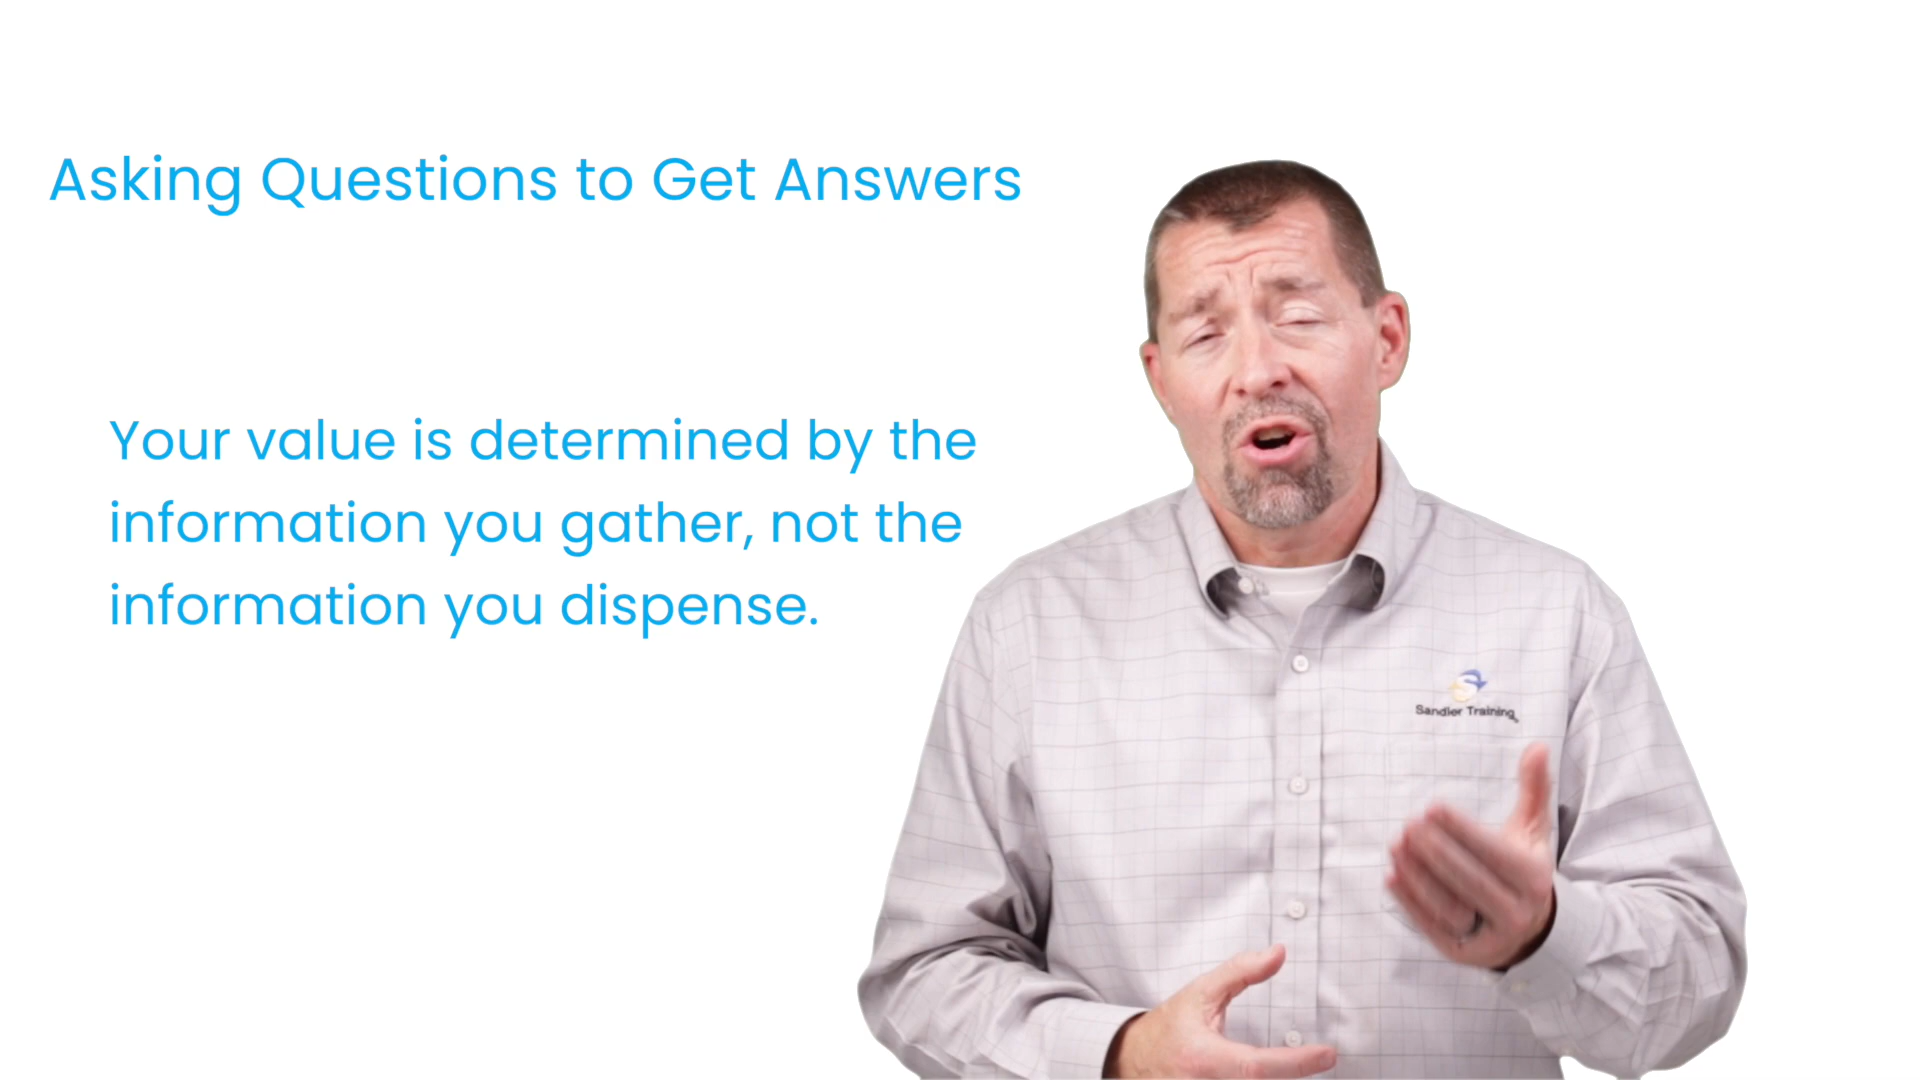 Asking Questions to Get Answers
Your value is determined by the
information you gather, not the
information you dispense.
Sandler Training